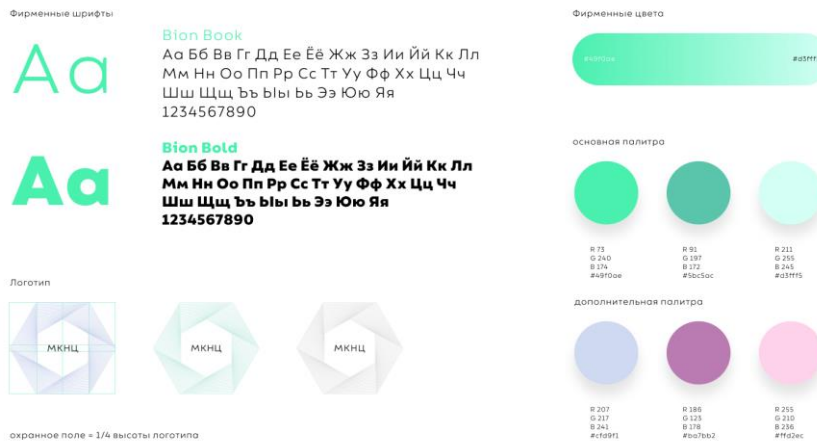 Фирменные шрифты
Aa
Bion Book
Аа Бб Вв Гг Дд Ее Ёё Жж Зз Ии Йй Кк Лл
Мм Нн Оо Пп Рр Сс Тт Уу Фф Хх Цц Чч
Шш Щщ Ъъ Ыы Ьь Ээ Юю Яя
1234567890
Aa
Bion Bold
Аа Бб Вв Гг Дд Ее Ёё Жж Зз Ии Йй Кк Лл
Мм Нн Оо Пп Рр Сс Тт Уу Фф Хх Цц Чч
Шш Щщ Ъъ Ыы Ьь Ээ Юю Яя
1234567890
Логотип
МКНЦ
МКНЦ
МКНЦ
охранное поле = 1/4 высоты логотипа
Фирменные цвета
#49f0ae
основная палитра
R 73
G 240
B 174
#49f0ae
R 91
G 197
B 172
#5bc5ac
R 211
G 255
B 245
#d3fff5
дополнительная палитра
R 207
G 217
B 241
#cfd9f1
R 186
G 123
B 178
#ba7bb2
R 255
G 210
B 236
#ffd2ec